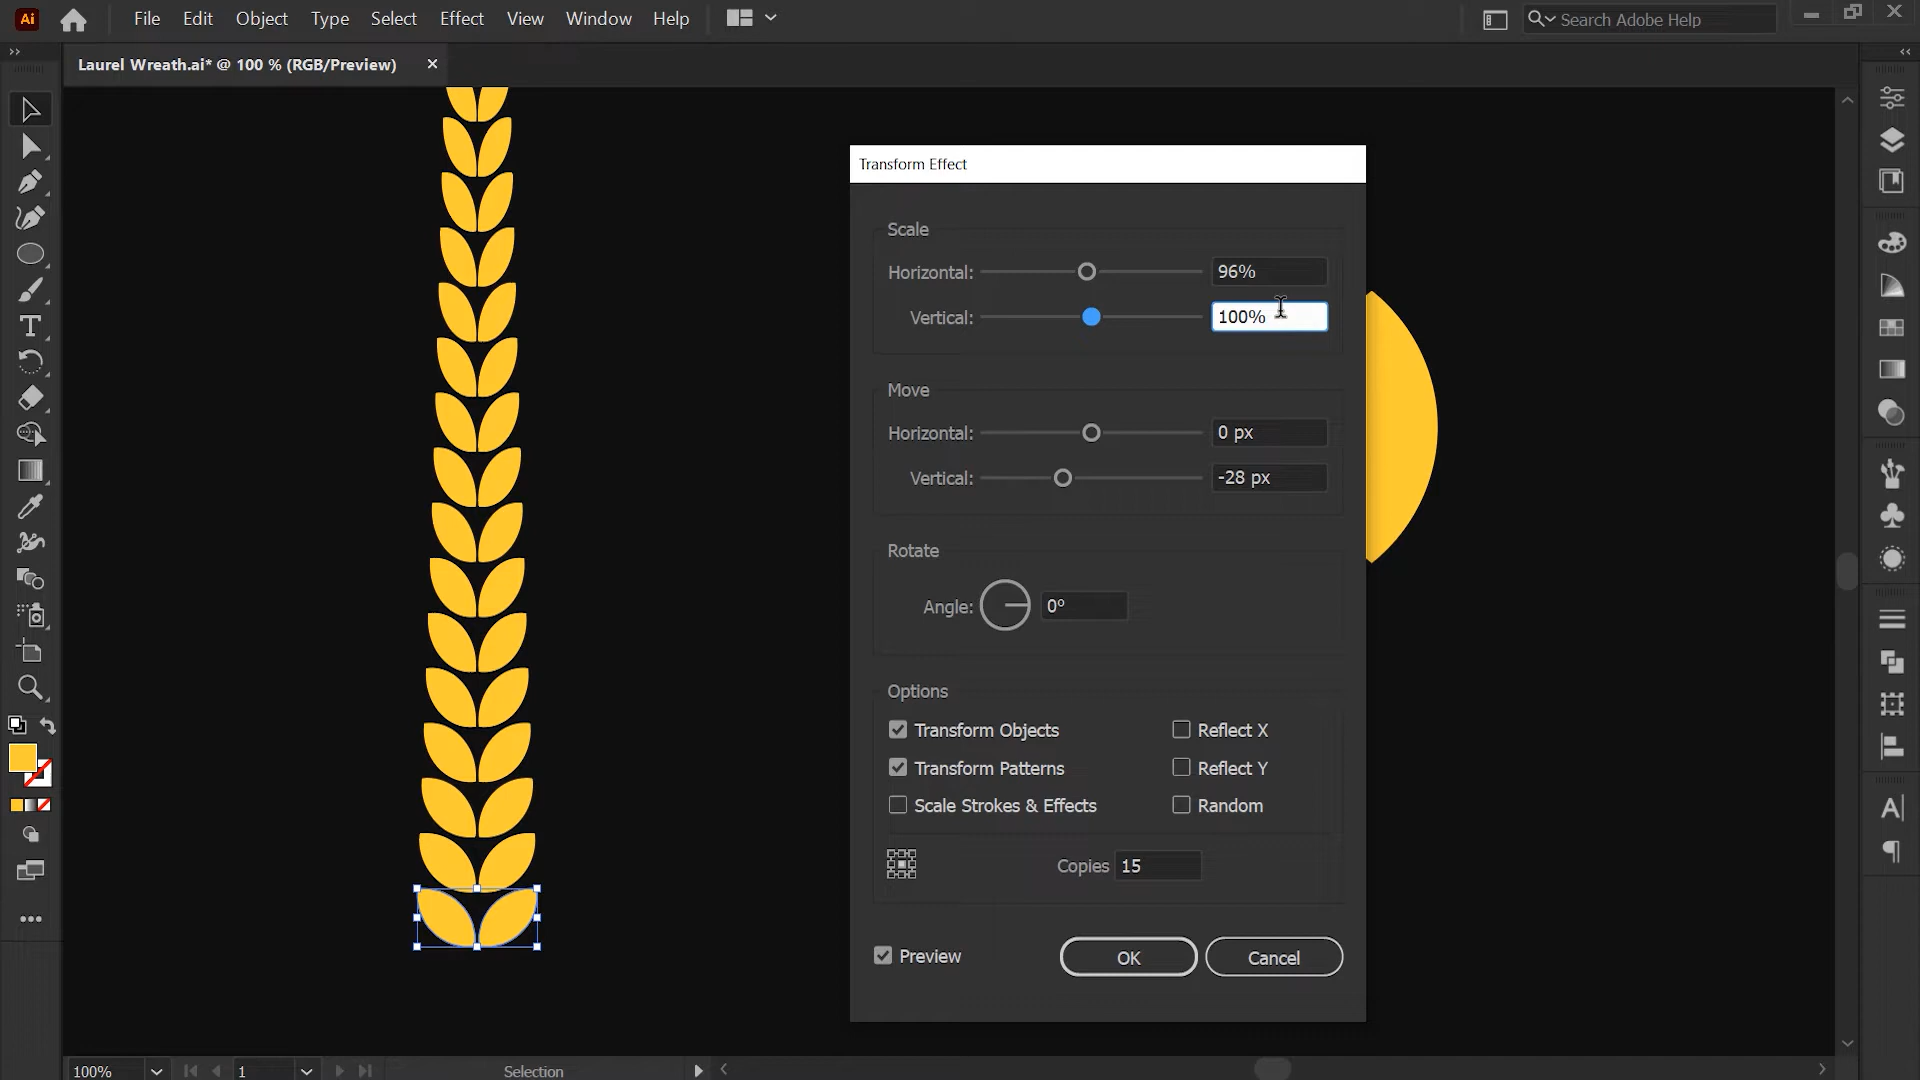 Ai File Edit Object Type Select Effect View Window Help Search Adobe Help
Laurel Wreath.ai* @ 100 % (RGB/Preview) ×
Transform Effect
Scale
Horizontal: 96%
Vertical: 100%
Move
Horizontal: 0 px
Vertical: -28 px
Rotate
Angle: 0º
Options
Transform Objects Reflect X
Transform Patterns Reflect Y
Scale Strokes & Effects Random
Copies 15
Preview OK Cancel
100% 1 Selection